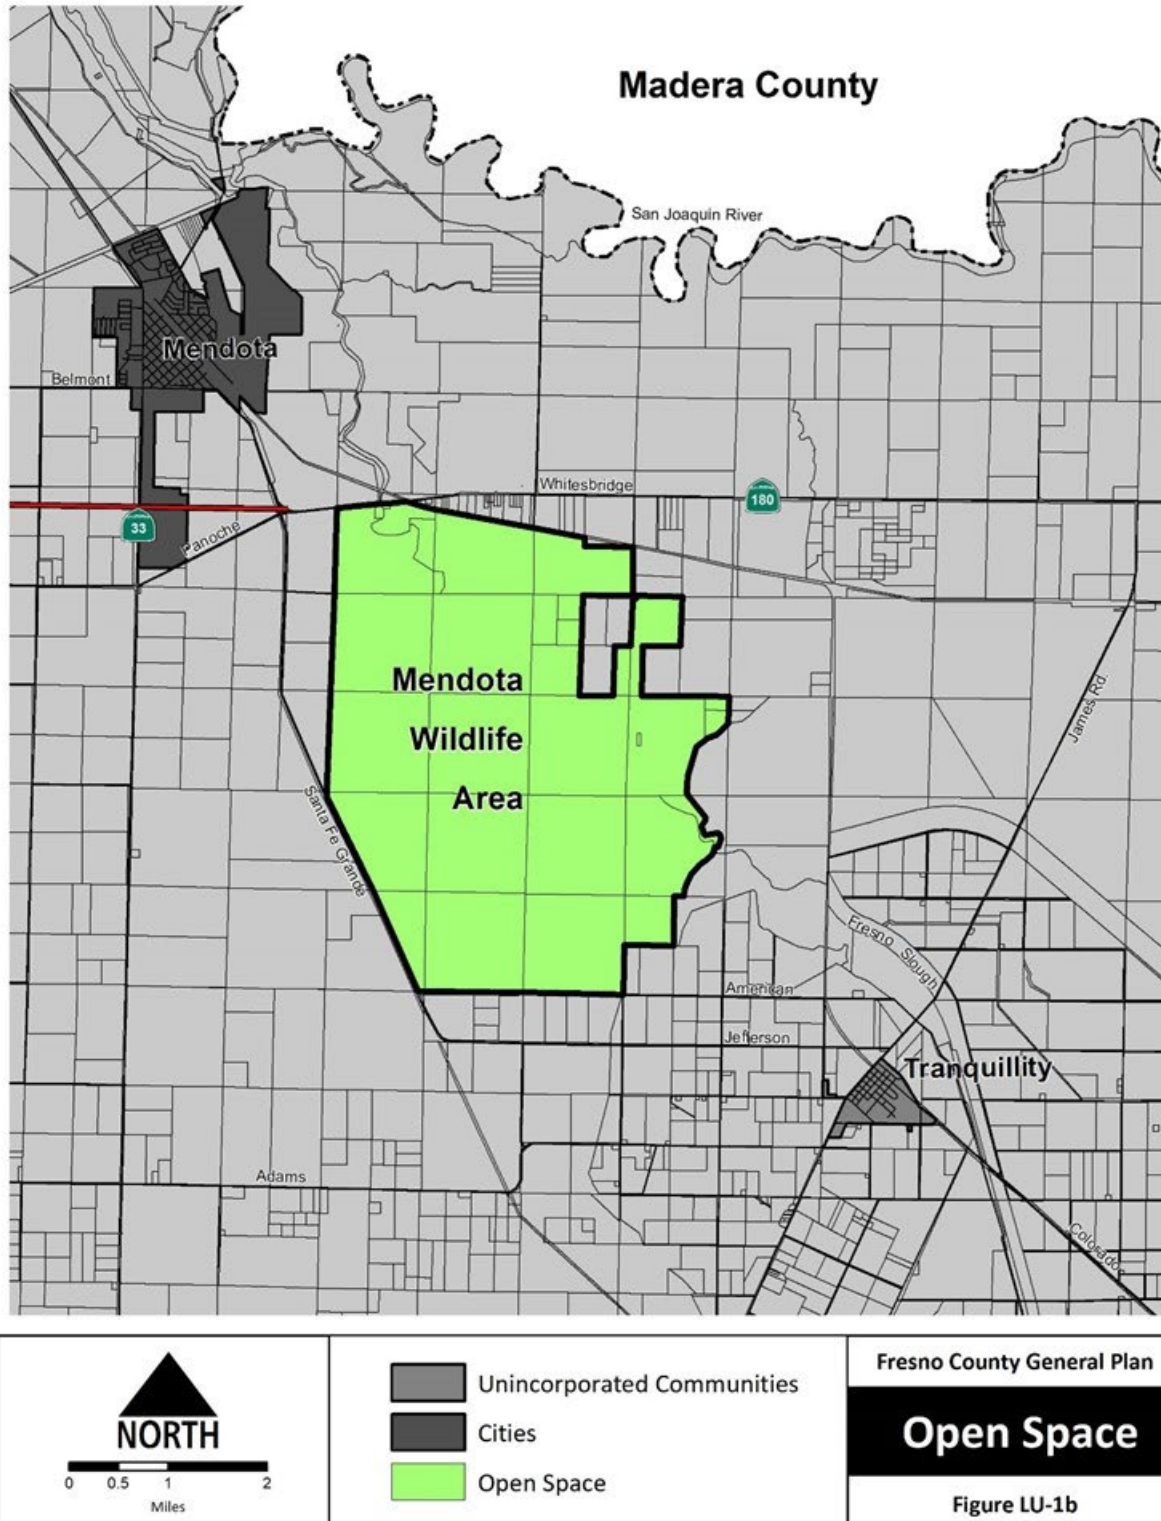 Madera County
San Joaquin River
Mendota
Belmont
Whitesbridge
180
33
Panoche
Mendota
Wildlife
Area
James Rd.
Santa Fe Grande
Fresno Slough
American
Jefferson
Tranquillity
Adams
Colorado
NORTH
0 0.5 1 2
Miles
Unincorporated Communities
Cities
Open Space
Fresno County General Plan
Open Space
Figure LU-1b